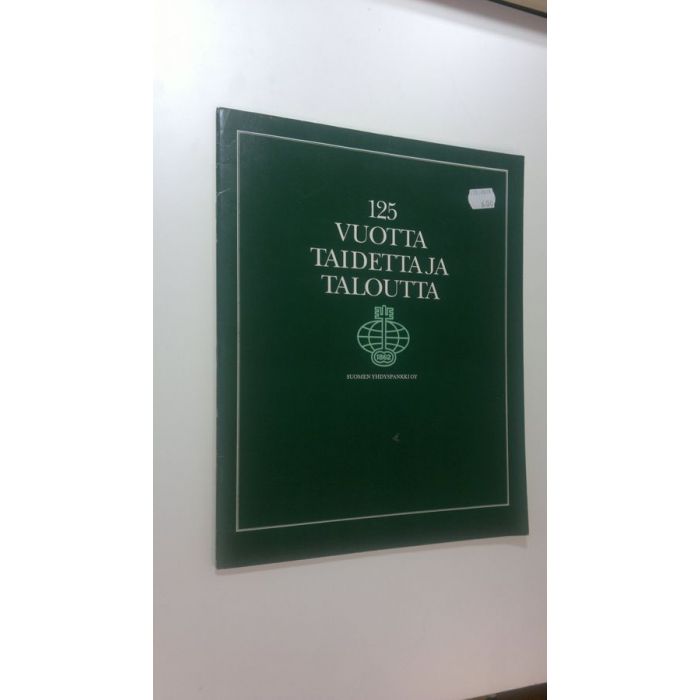 125
VUOTTA
TAIDETTA JA
TALOUTTA
1862
SUOMEN YHDYSPANKKI OY